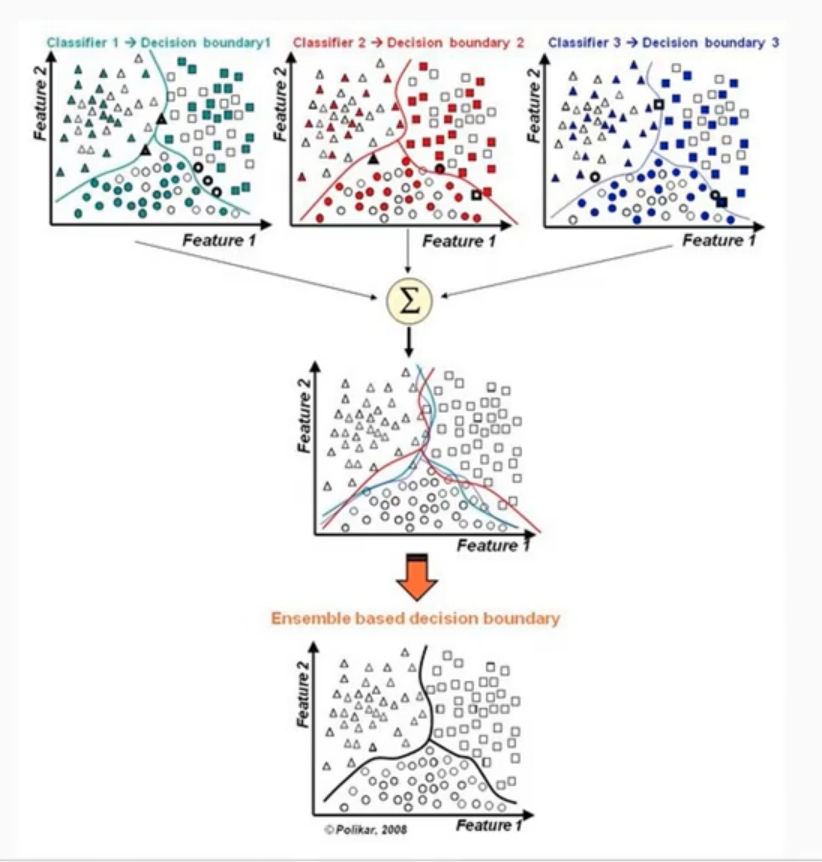 Classifier 1 → Decision boundary1
Classifier 2 → Decision boundary 2
Classifier 3 → Decision boundary 3
Feature 2
Feature 1
Feature 2
Feature 1
Feature 2
Feature 1
Σ
Feature 2
Feature 1
Ensemble based decision boundary
Feature 2
Feature 1
©Polikar, 2008